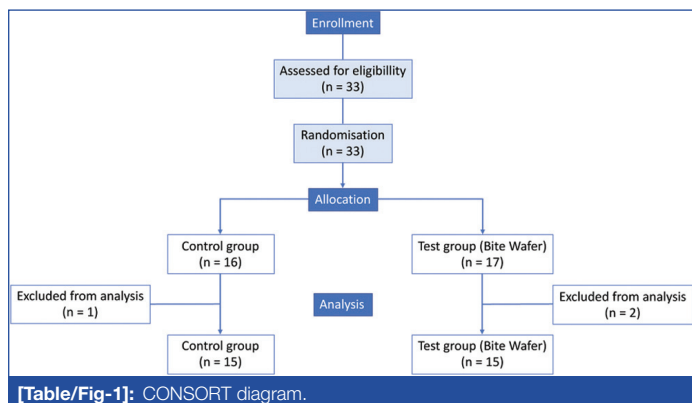 Enrollment
Assessed for eligibillity
(n = 33)
Randomisation
(n = 33)
Allocation
Control group
(n = 16)
Test group (Bite Wafer)
(n = 17)
Excluded from analysis
(n = 1)
Analysis
Excluded from analysis
(n = 2)
Control group
(n = 15)
Test group (Bite Wafer)
(n = 15)
[Table/Fig-1]: CONSORT diagram.